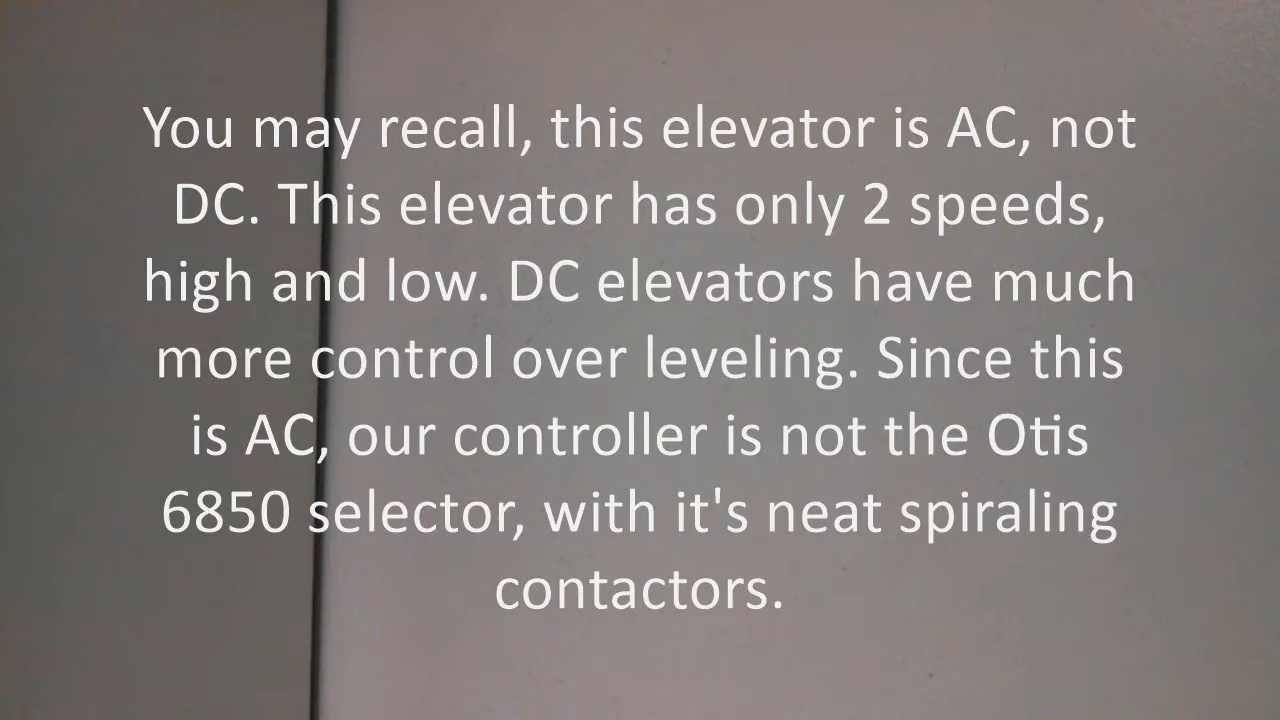 You may recall, this elevator is AC, not
DC. This elevator has only 2 speeds,
high and low. DC elevators have much
more control over leveling. Since this
is AC, our controller is not the Otis
6850 selector, with it's neat spiraling
contactors.